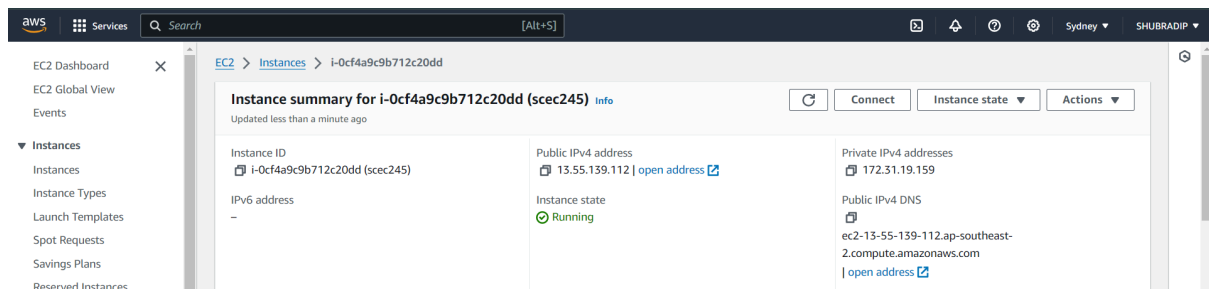 aws
Services
Search
[Alt+S]
Sydney ▼
SHUBRADIP ▼
EC2 Dashboard
EC2 Global View
Events
▼ Instances
Instances
Instance Types
Launch Templates
Spot Requests
Savings Plans
Reserved Instances
EC2 > Instances > i-0cf4a9c9b712c20dd
Instance summary for i-0cf4a9c9b712c20dd (scec245) Info
Updated less than a minute ago
Connect
Instance state ▼
Actions ▼
Instance ID
i-0cf4a9c9b712c20dd (scec245)
Public IPv4 address
13.55.139.112 | open address
Private IPv4 addresses
172.31.19.159
IPv6 address
–
Instance state
Running
Public IPv4 DNS
ec2-13-55-139-112.ap-southeast-
2.compute.amazonaws.com
| open address